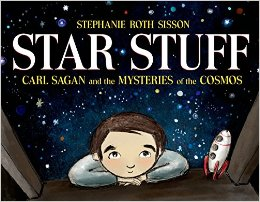 STEPHANIE ROTH SISSON
STAR STUFF
CARL SAGAN and the MYSTERIES of the COSMOS